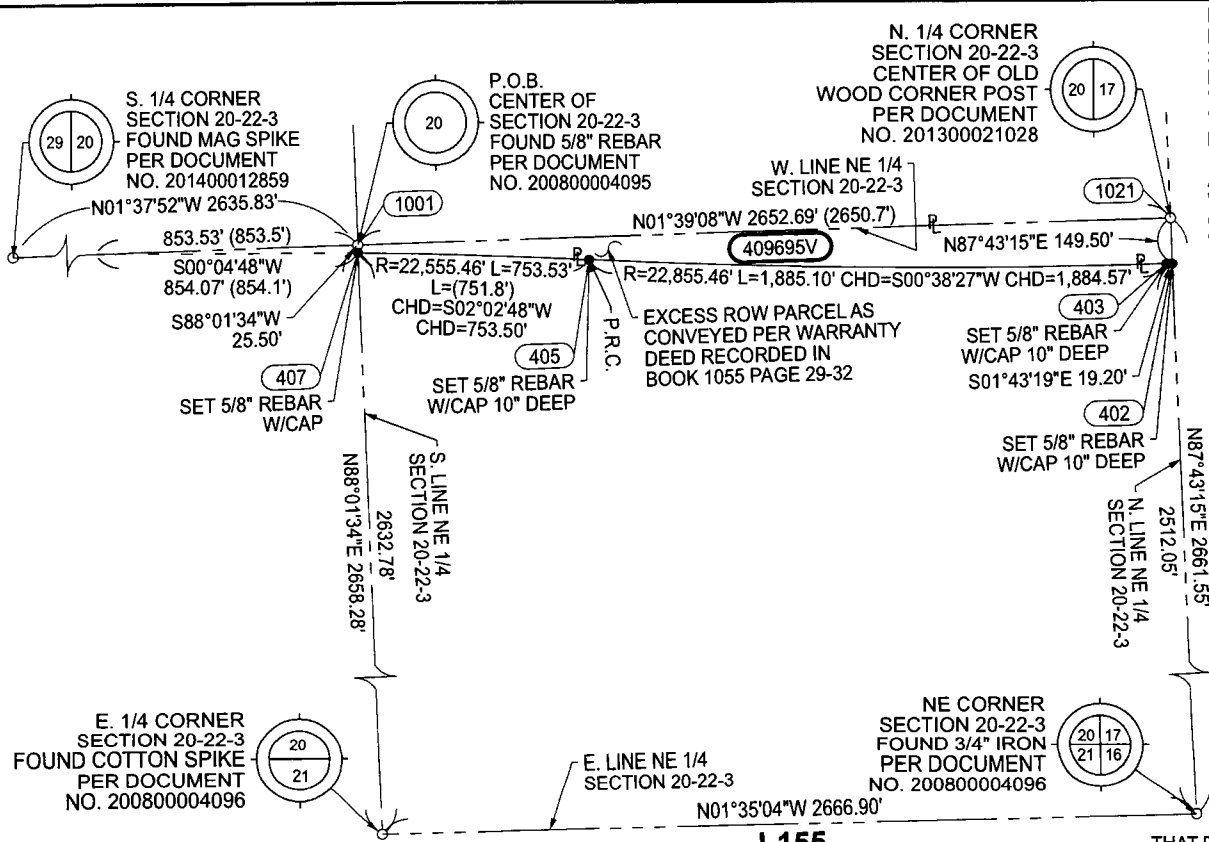 N. 1/4 CORNER
SECTION 20-22-3
CENTER OF OLD
WOOD CORNER POST
PER DOCUMENT
NO. 201300021028
20 17
S. 1/4 CORNER
SECTION 20-22-3
FOUND MAG SPIKE
PER DOCUMENT
NO. 201400012859
29 20
P.O.B.
CENTER OF
SECTION 20-22-3
FOUND 5/8" REBAR
PER DOCUMENT
NO. 200800004095
20
W. LINE NE 1/4
SECTION 20-22-3
1001
1021
N01°37'52"W 2635.83'
N01°39'08"W 2652.69' (2650.7')
PL
853.53' (853.5')
409695V
N87°43'15"E 149.50'
S00°04'48"W
854.07' (854.1')
PL
R=22,555.46' L=753.53'
L=(751.8')
CHD=S02°02'48"W
CHD=753.50'
R=22,855.46' L=1,885.10' CHD=S00°38'27"W CHD=1,884.57'
PL
S88°01'34"W
25.50'
P.R.C.
EXCESS ROW PARCEL AS
CONVEYED PER WARRANTY
DEED RECORDED IN
BOOK 1055 PAGE 29-32
403
SET 5/8" REBAR
W/CAP 10" DEEP
S01°43'19"E 19.20'
407
SET 5/8" REBAR
W/CAP
405
SET 5/8" REBAR
W/CAP 10" DEEP
402
SET 5/8" REBAR
W/CAP 10" DEEP
S. LINE NE 1/4
SECTION 20-22-3
2632.78'
N88°01'34"E 2658.28'
N87°43'15"E 2661.55'
2512.05'
N. LINE NE 1/4
SECTION 20-22-3
E. 1/4 CORNER
SECTION 20-22-3
FOUND COTTON SPIKE
PER DOCUMENT
NO. 200800004096
20
21
E. LINE NE 1/4
SECTION 20-22-3
NE CORNER
SECTION 20-22-3
FOUND 3/4" IRON
PER DOCUMENT
NO. 200800004096
20 17
21 16
N01°35'04"W 2666.90'